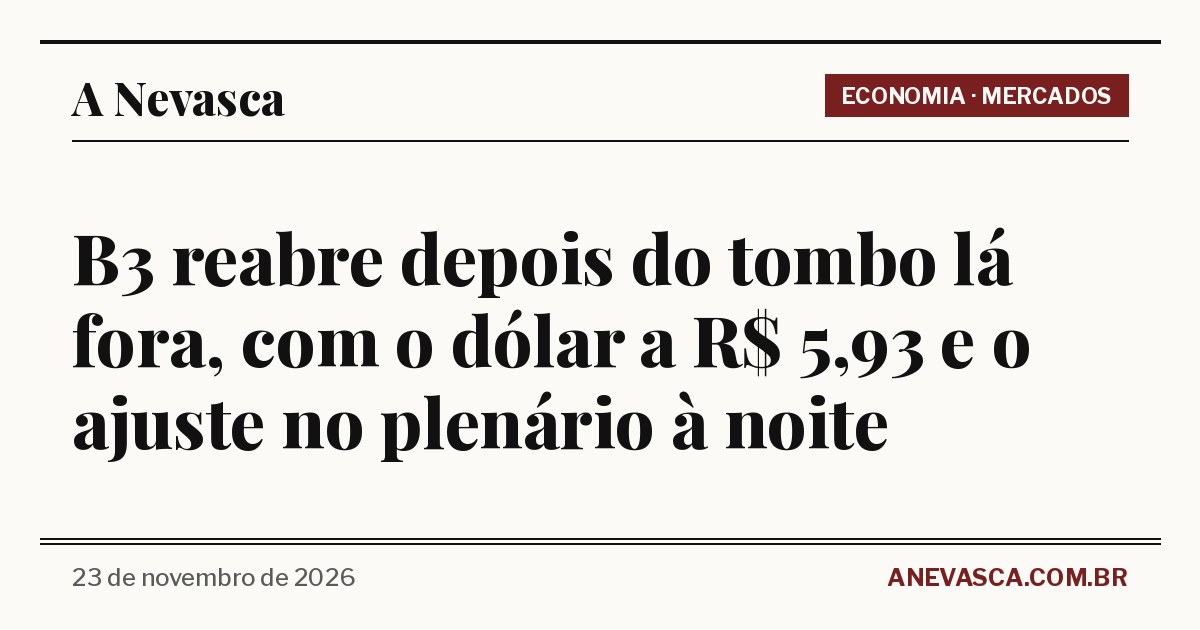 A Nevasca
ECONOMIA · MERCADOS
B3 reabre depois do tombo lá
fora, com o dólar a R$ 5,93 e o
ajuste no plenário à noite
23 de novembro de 2026
ANEVASCA.COM.BR